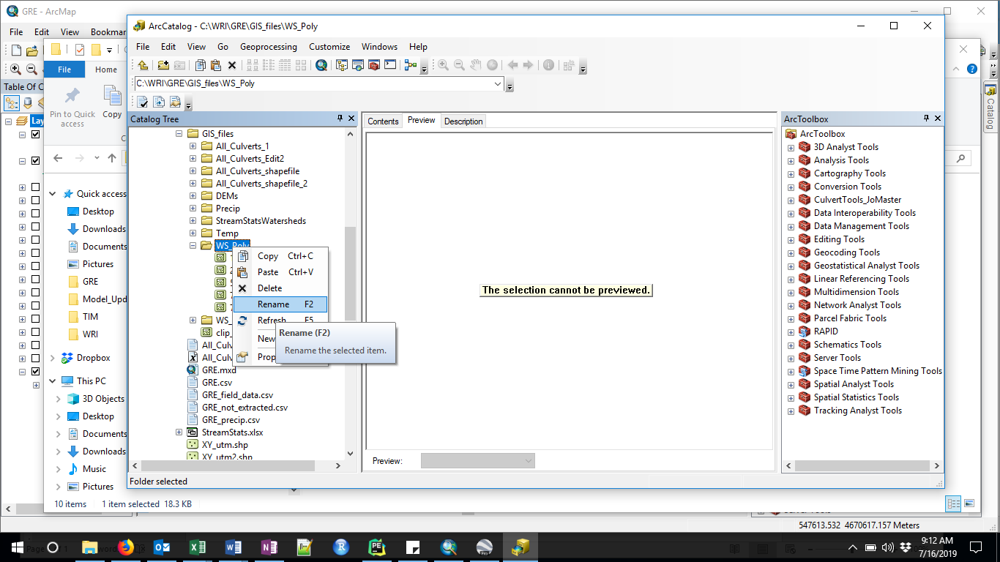 GRE - ArcMap
File Edit View Bookmar
ArcCatalog - C:\WRI\GRE\GIS_files\WS_Poly
File Edit View Go Geoprocessing Customize Windows Help
C:\WRI\GRE\GIS_files\WS_Poly
File Home
Pin to Quick access
Copy
Table Of C
Lay
Quick access
Desktop
Downloads
Documents
Pictures
GRE
Model_Upd
TIM
WRI
Dropbox
This PC
3D Objects
Desktop
Documents
Downloads
Music
Pictures
10 items 1 item selected 18.3 KB
Catalog Tree
GIS_files
All_Culverts_1
All_Culverts_Edit2
All_Culverts_shapefile
All_Culverts_shapefile_2
DEMs
Precip
StreamStatsWatersheds
Temp
WS_Poly
WS_
clip_
All_Culv
All_Culv
GRE.mxd
GRE.csv
GRE_field_data.csv
GRE_not_extracted.csv
GRE_precip.csv
StreamStats.xlsx
XY_utm.shp
XY_utm2.shp
Folder selected
Copy Ctrl+C
Paste Ctrl+V
Delete
Rename F2
Refresh F5
New
Prop
Rename (F2)
Rename the selected item.
Contents Preview Description
The selection cannot be previewed.
Preview:
ArcToolbox
ArcToolbox
3D Analyst Tools
Analysis Tools
Cartography Tools
Conversion Tools
CulvertTools_JoMaster
Data Interoperability Tools
Data Management Tools
Editing Tools
Geocoding Tools
Geostatistical Analyst Tools
Linear Referencing Tools
Multidimension Tools
Network Analyst Tools
Parcel Fabric Tools
RAPID
Schematics Tools
Server Tools
Space Time Pattern Mining Tools
Spatial Analyst Tools
Spatial Statistics Tools
Tracking Analyst Tools
Catalog
547613.532 4670617.157 Meters
9:12 AM
7/16/2019